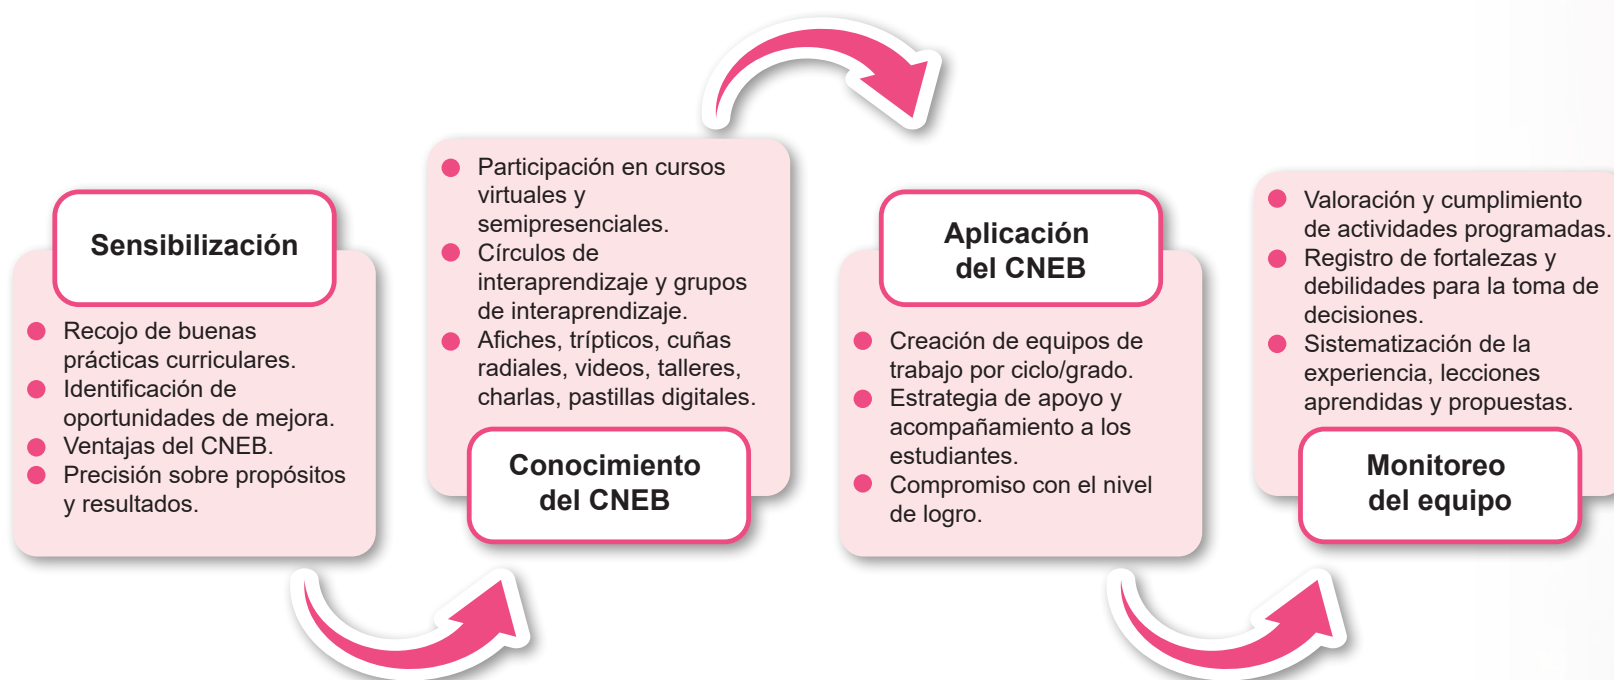 Sensibilización
Recojo de buenas
prácticas curriculares.
Identificación de
oportunidades de mejora.
Ventajas del CNEB.
Precisión sobre propósitos
y resultados.
Participación en cursos
virtuales y
semipresenciales.
Círculos de
interaprendizaje y grupos
de interaprendizaje.
Afiches, trípticos, cuñas
radiales, videos, talleres,
charlas, pastillas digitales.
Conocimiento
del CNEB
Aplicación
del CNEB
Creación de equipos de
trabajo por ciclo/grado.
Estrategia de apoyo y
acompañamiento a los
estudiantes.
Compromiso con el nivel
de logro.
Valoración y cumplimiento
de actividades programadas.
Registro de fortalezas y
debilidades para la toma de
decisiones.
Sistematización de la
experiencia, lecciones
aprendidas y propuestas.
Monitoreo
del equipo